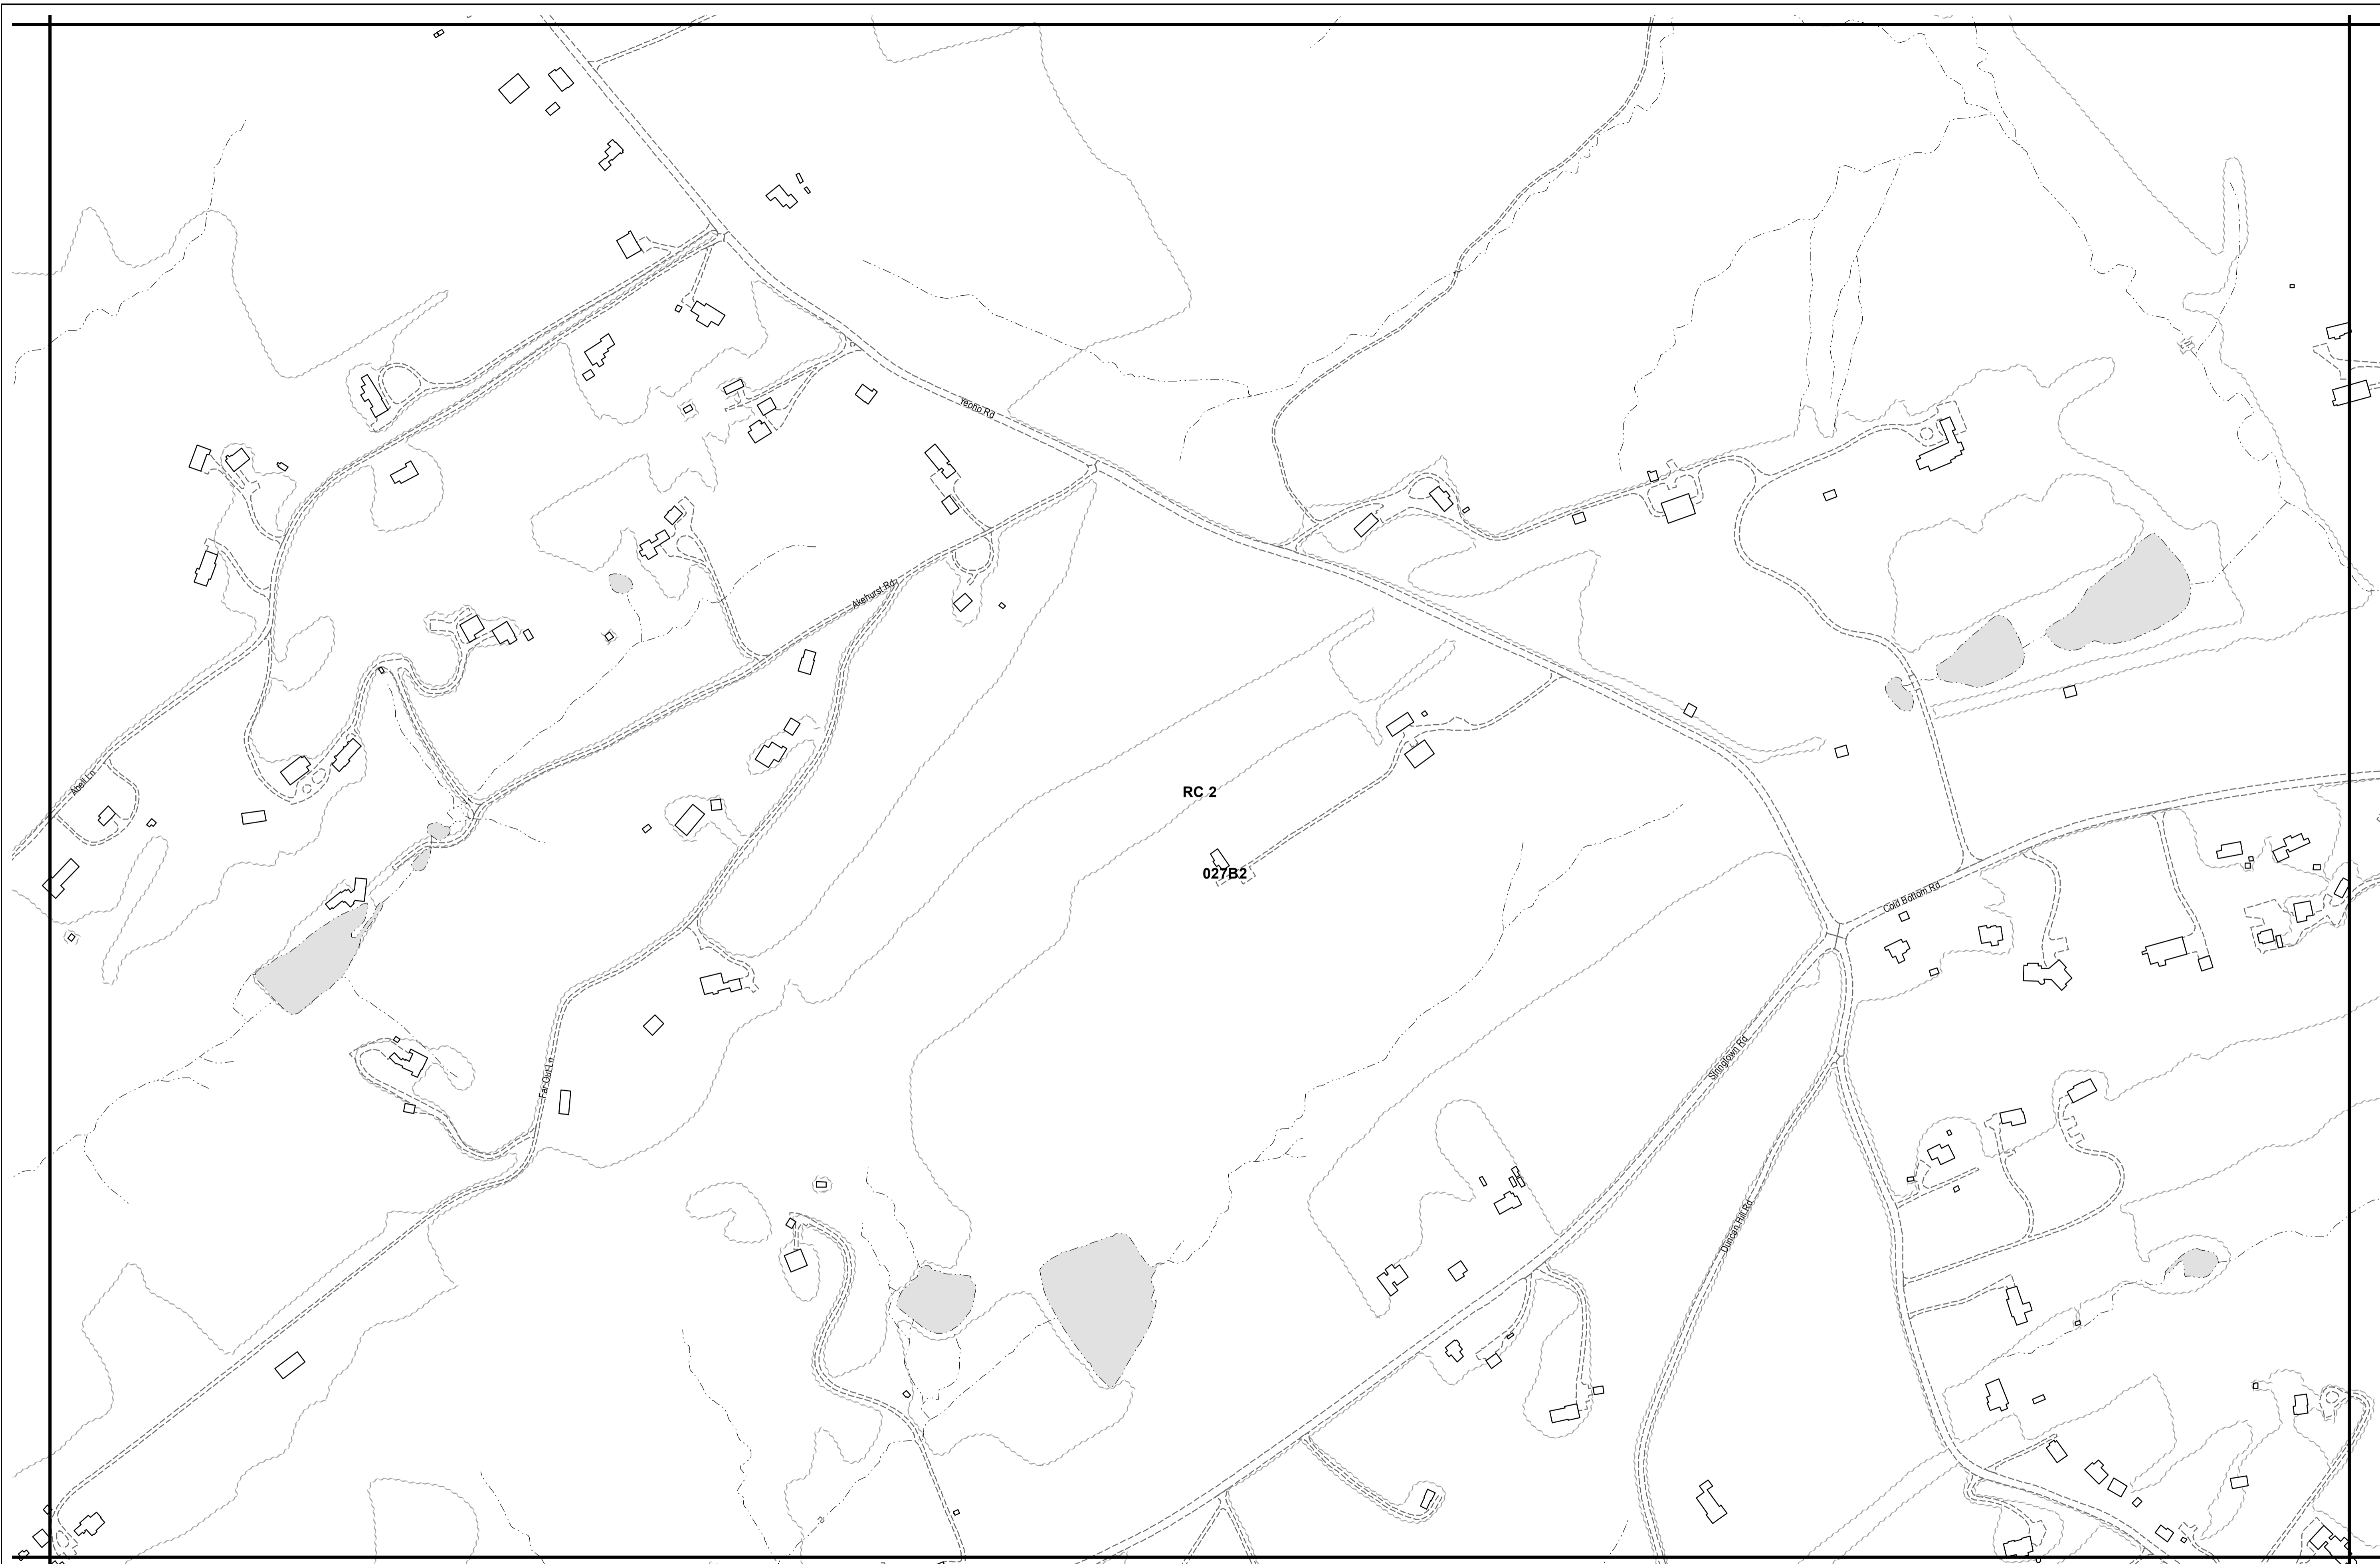 Yeoho Rd
Akehurst Rd
Abell Ln
RC 2
027B2
Cold Bottom Rd
Stringtown Rd
Far Out Ln
Duncan Hill Rd